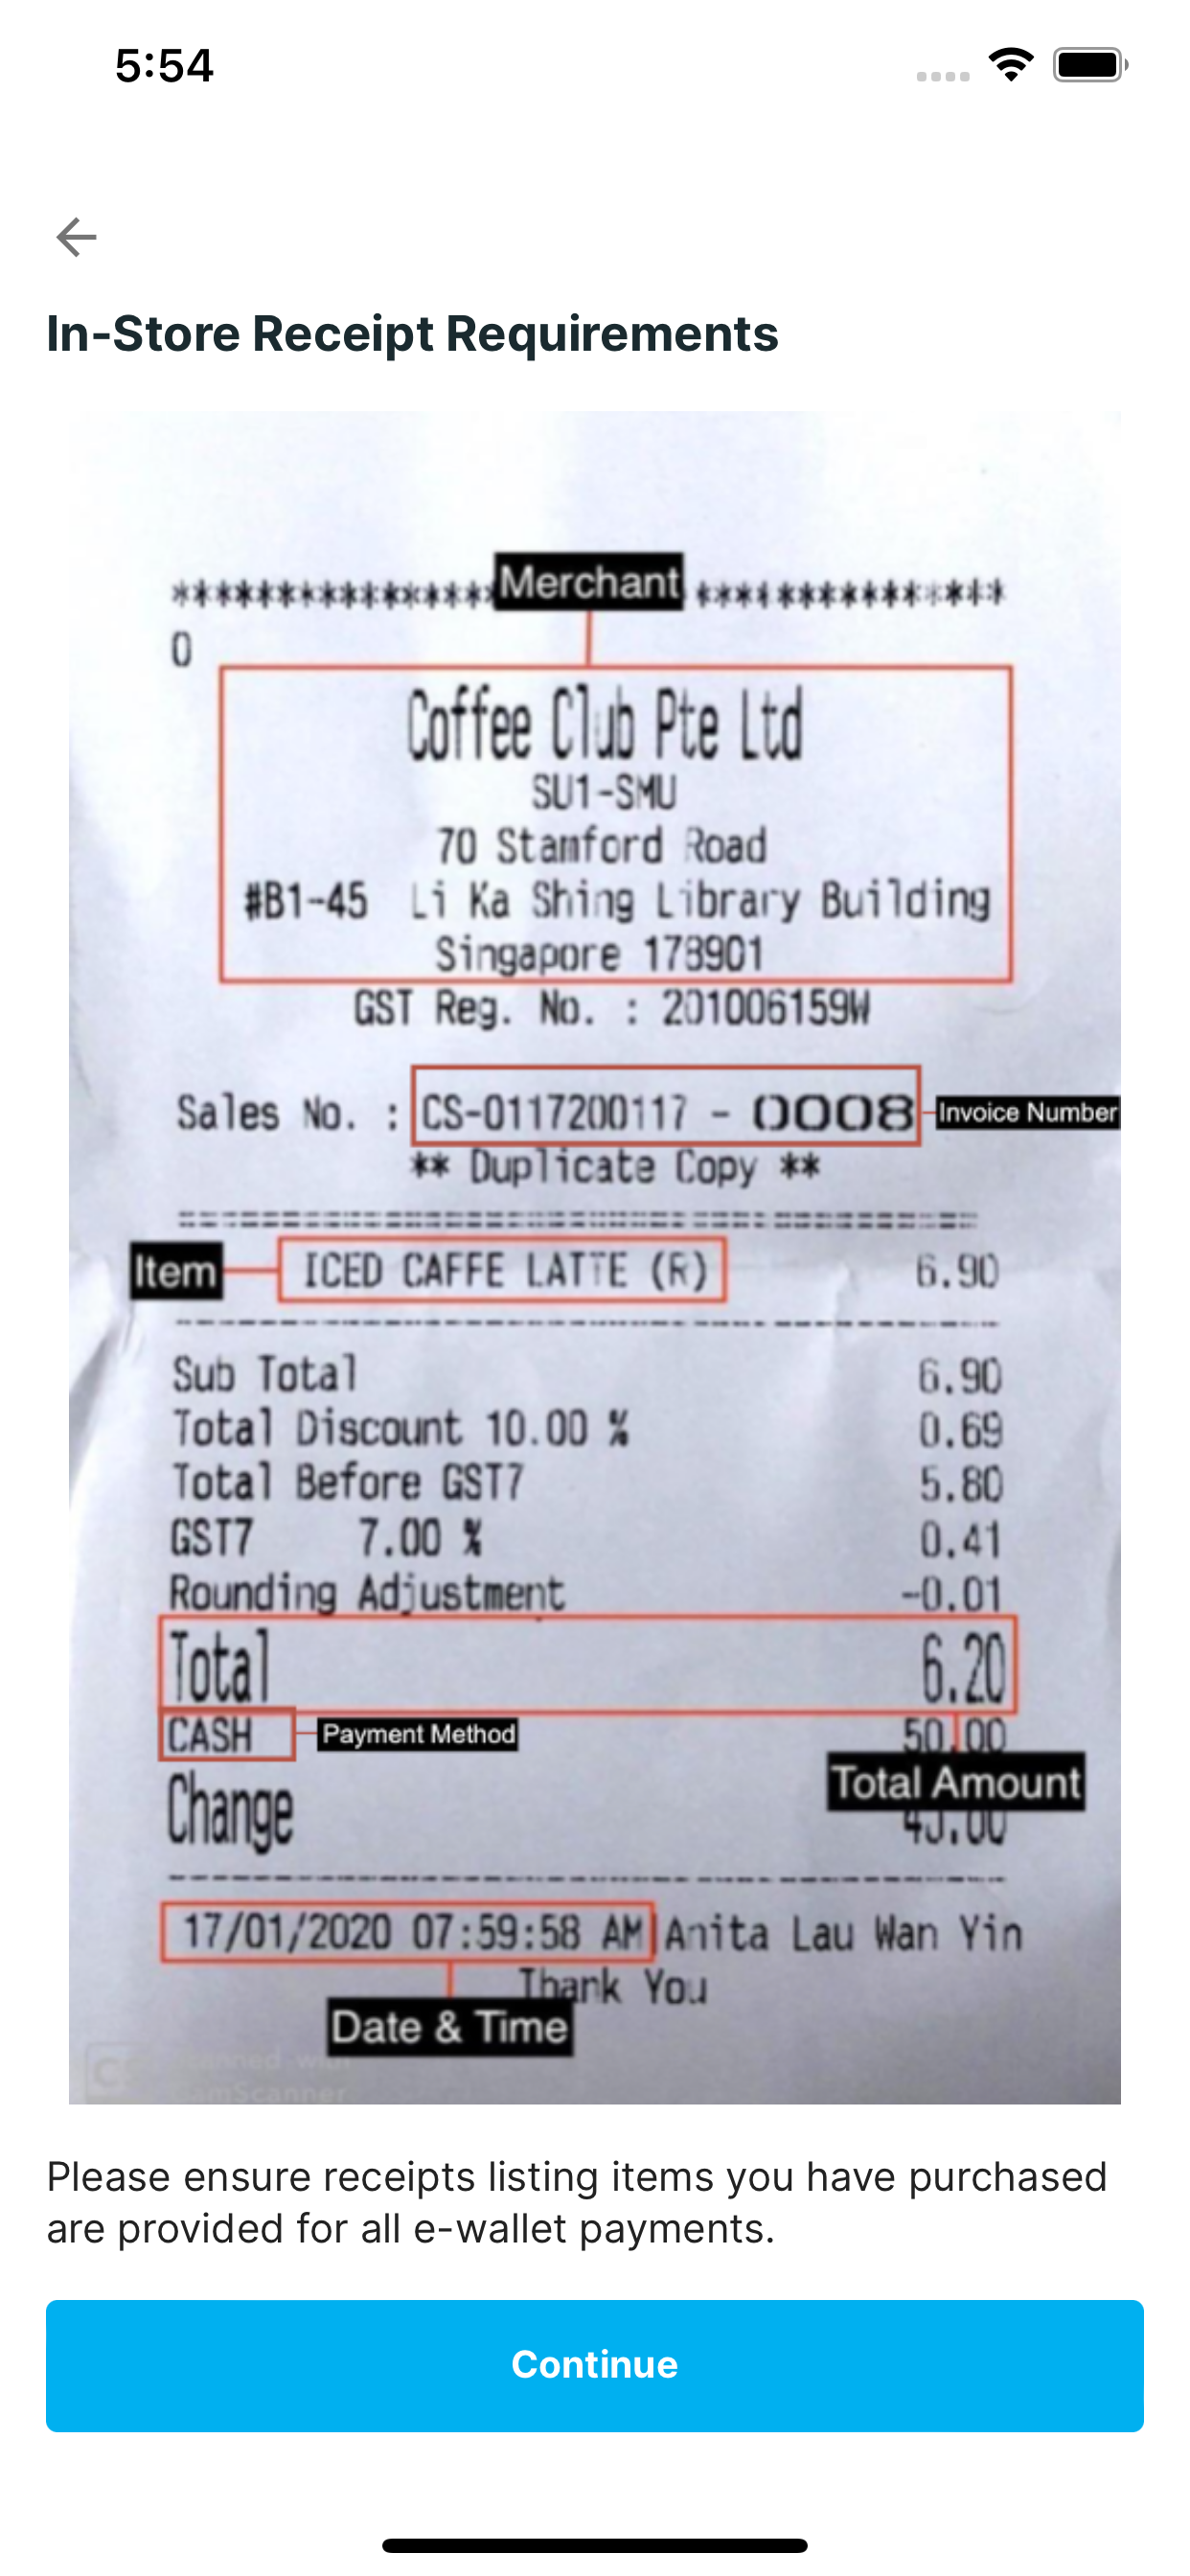 5:54
In-Store Receipt Requirements
**************** Merchant ***************
0
Coffee Club Pte Ltd
SU1-SMU
70 Stamford Road
#B1-45 Li Ka Shing Library Building
Singapore 178901
GST Reg. No. : 201006159W
Sales No. : CS-0117200117 - 0008 Invoice Number
** Duplicate Copy **
Item ICED CAFFE LATTE (R) 6.90
Sub Total 6.90
Total Discount 10.00 % 0.69
Total Before GST7 5.80
GST7 7.00 % 0.41
Rounding Adjustment -0.01
Total 6.20
CASH Payment Method 50.00
Total Amount
Change
17/01/2020 07:59:58 AM Anita Lau Wan Yin
Thank You
Date & Time
Please ensure receipts listing items you have purchased
are provided for all e-wallet payments.
Continue